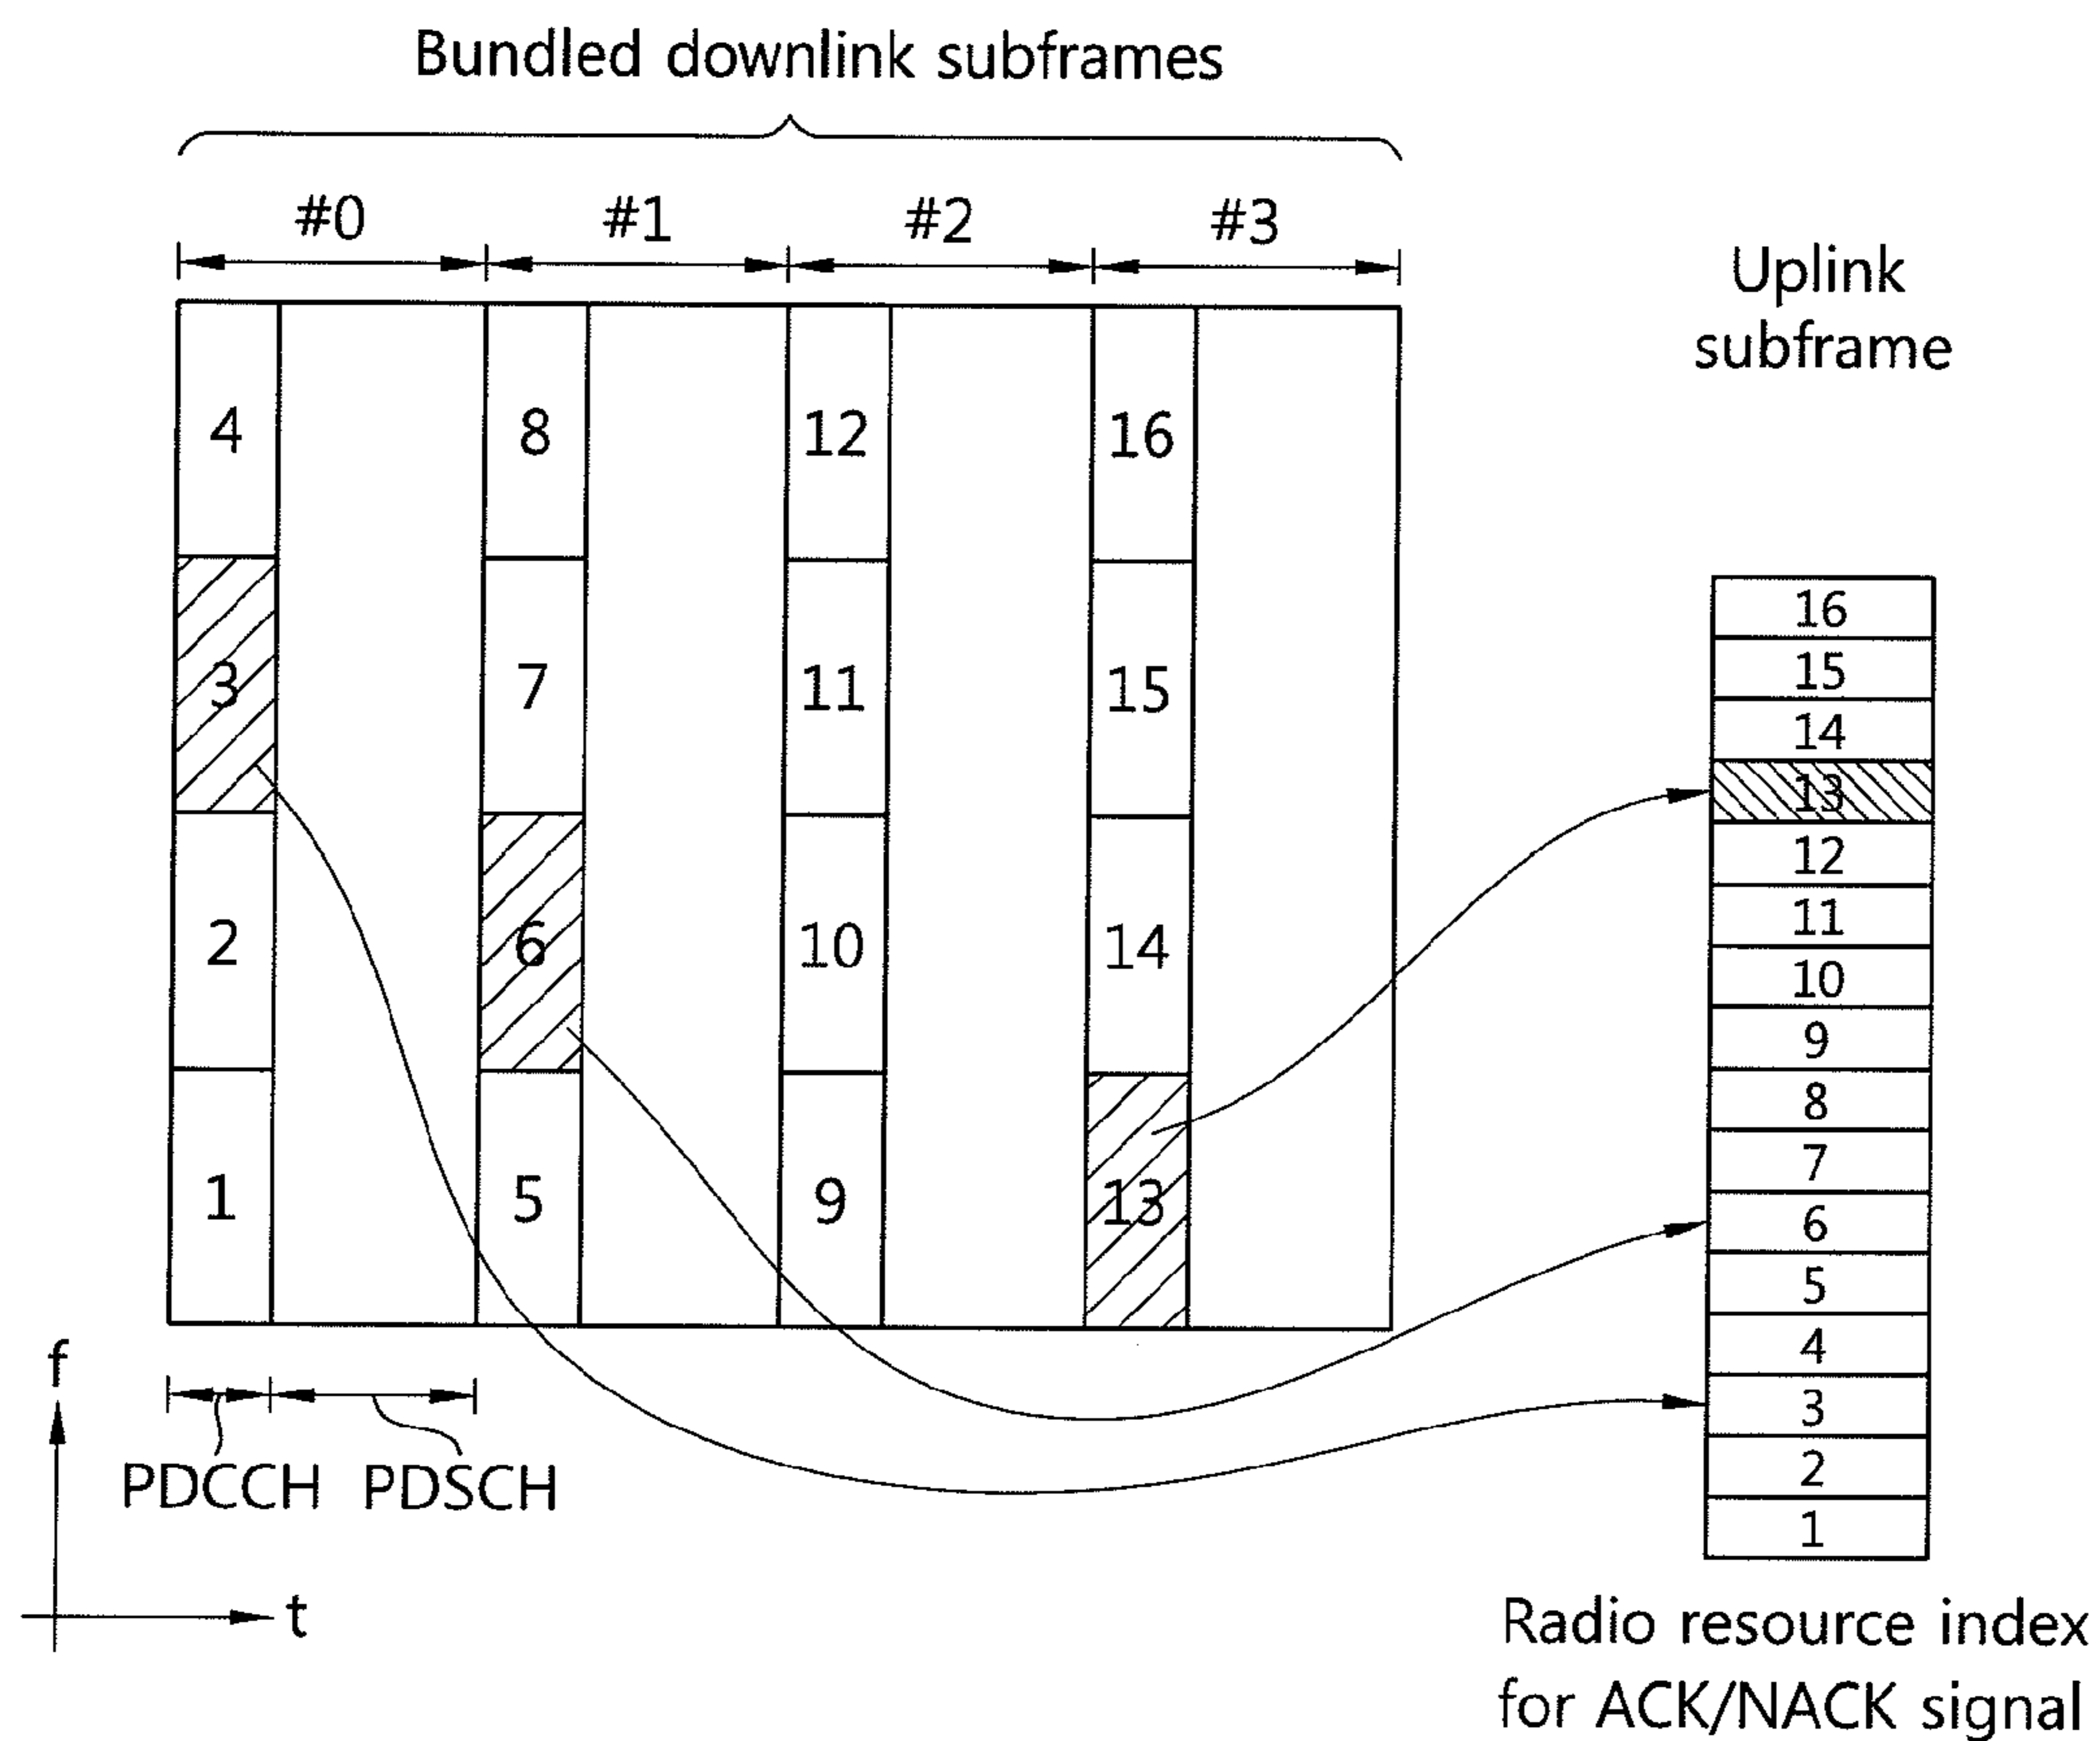 Bundled downlink subframes
#0 #1 #2 #3
Uplink
subframe
4 8 12 16
3 7 11 15
2 6 10 14
1 5 9 13
16
15
14
13
12
11
10
9
8
7
6
5
4
3
2
1
f
PDCCH PDSCH
t
Radio resource index
for ACK/NACK signal